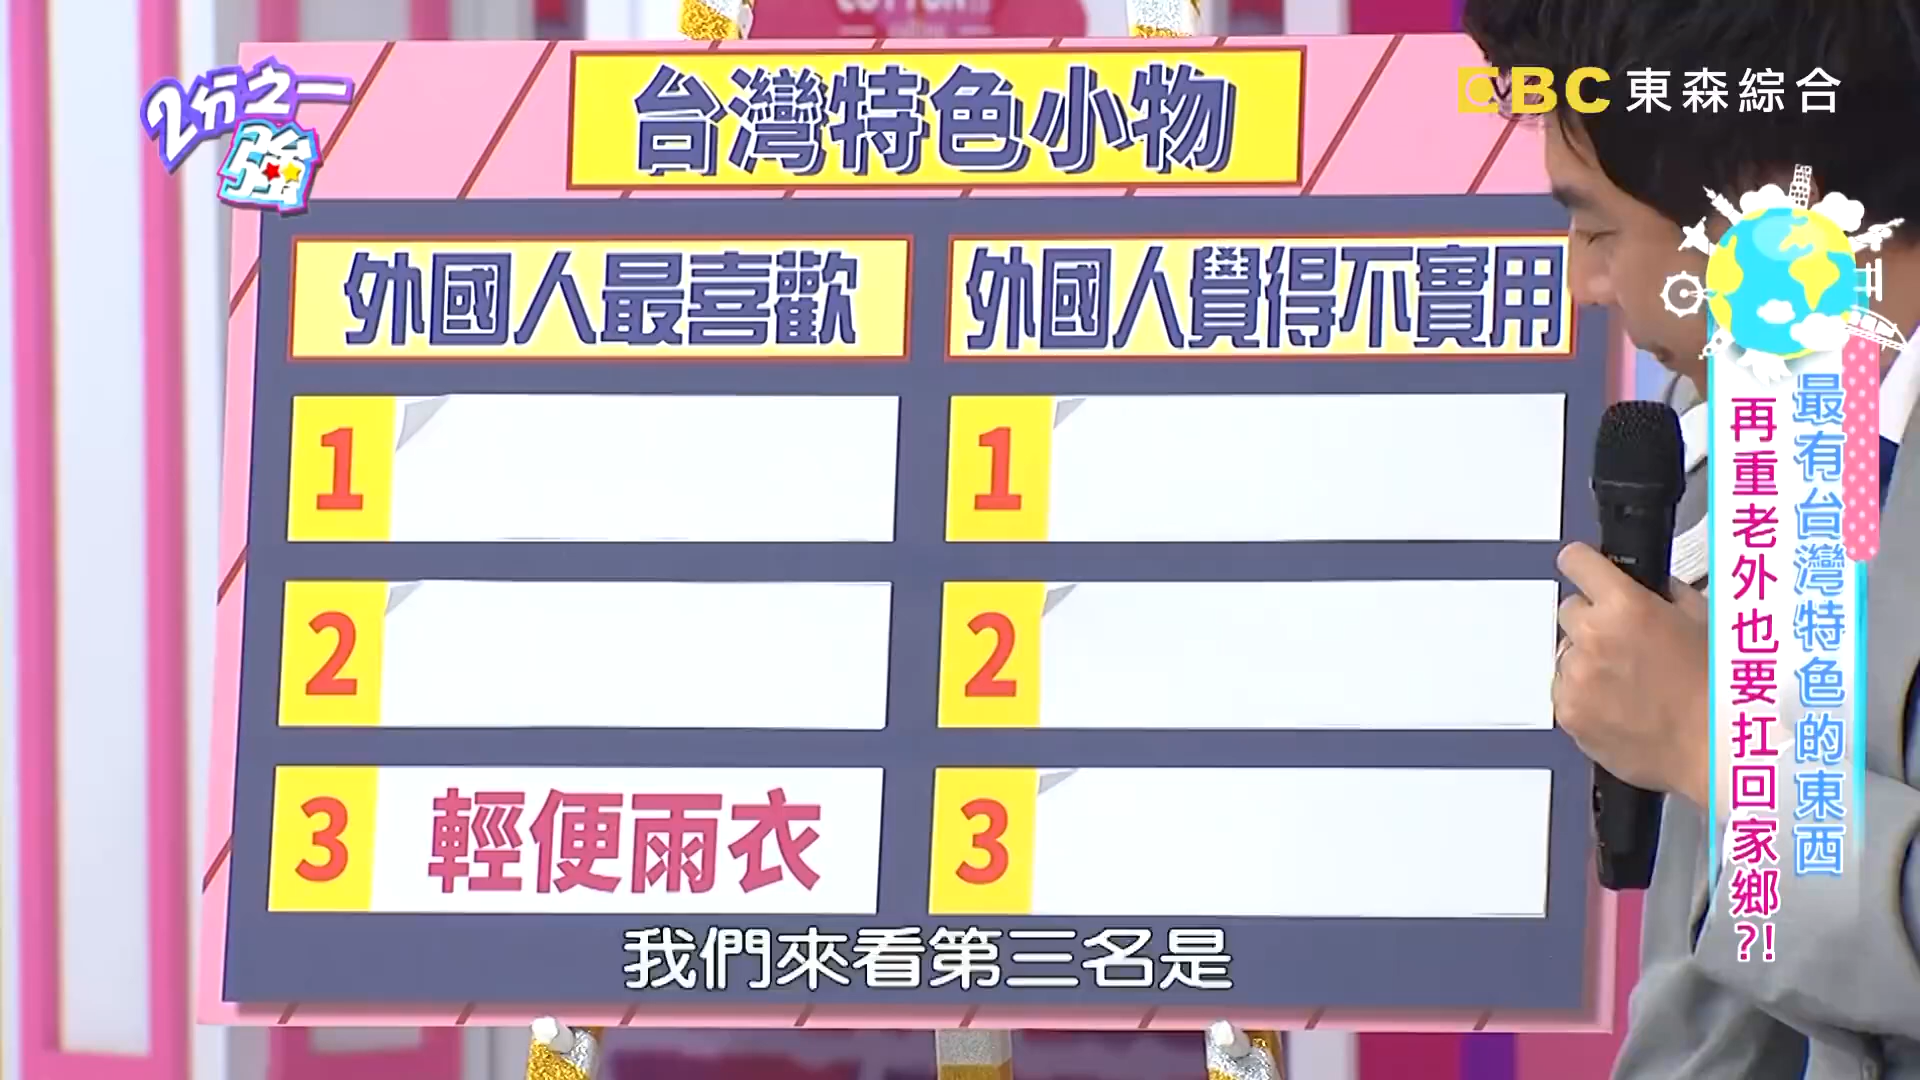 2分之一
強
EBC 東森綜合
台灣特色小物
外國人最喜歡
外國人覺得不實用
1
1
2
2
3 輕便雨衣
3
最有台灣特色的東西
再重老外也要扛回家鄉?!
我們來看第三名是